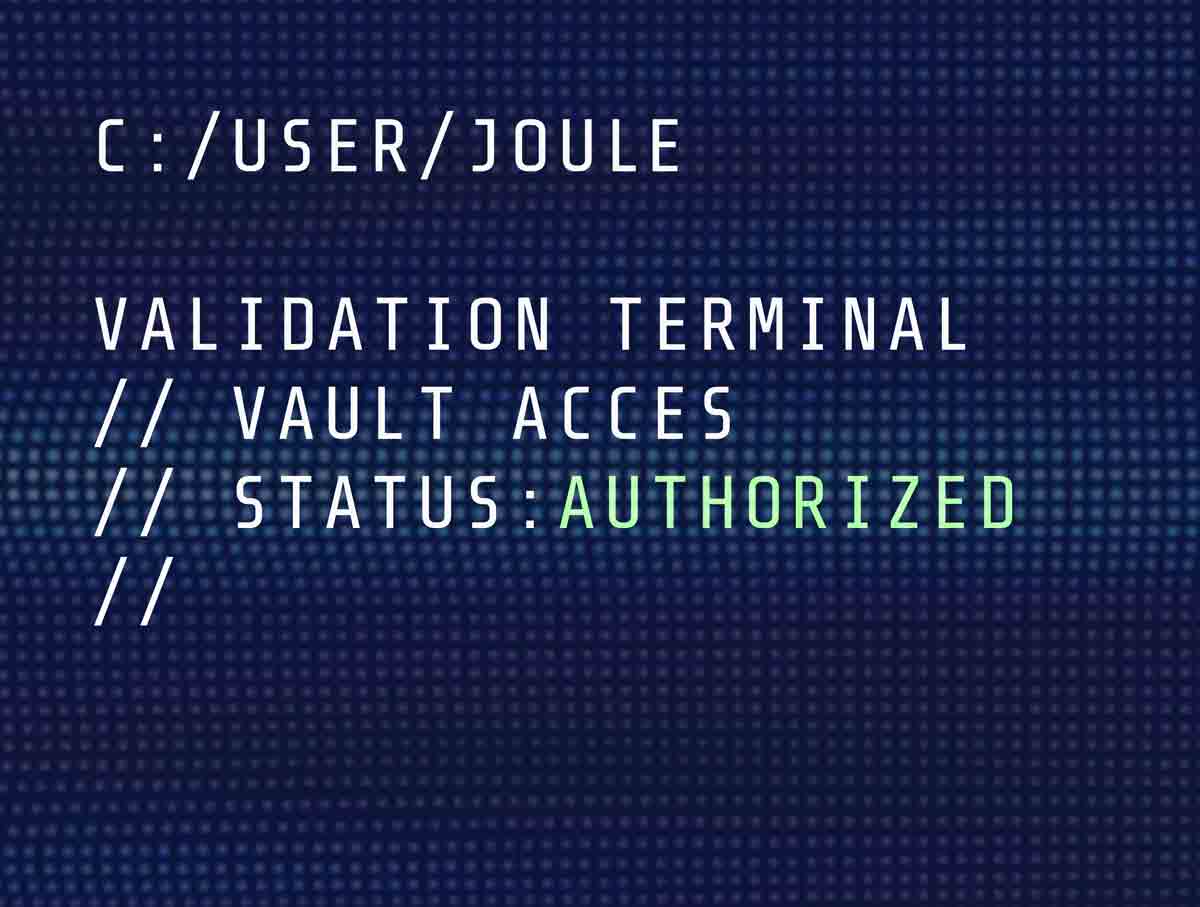 C:/USER/JOULE
VALIDATION TERMINAL
// VAULT ACCES
// STATUS:AUTHORIZED
//